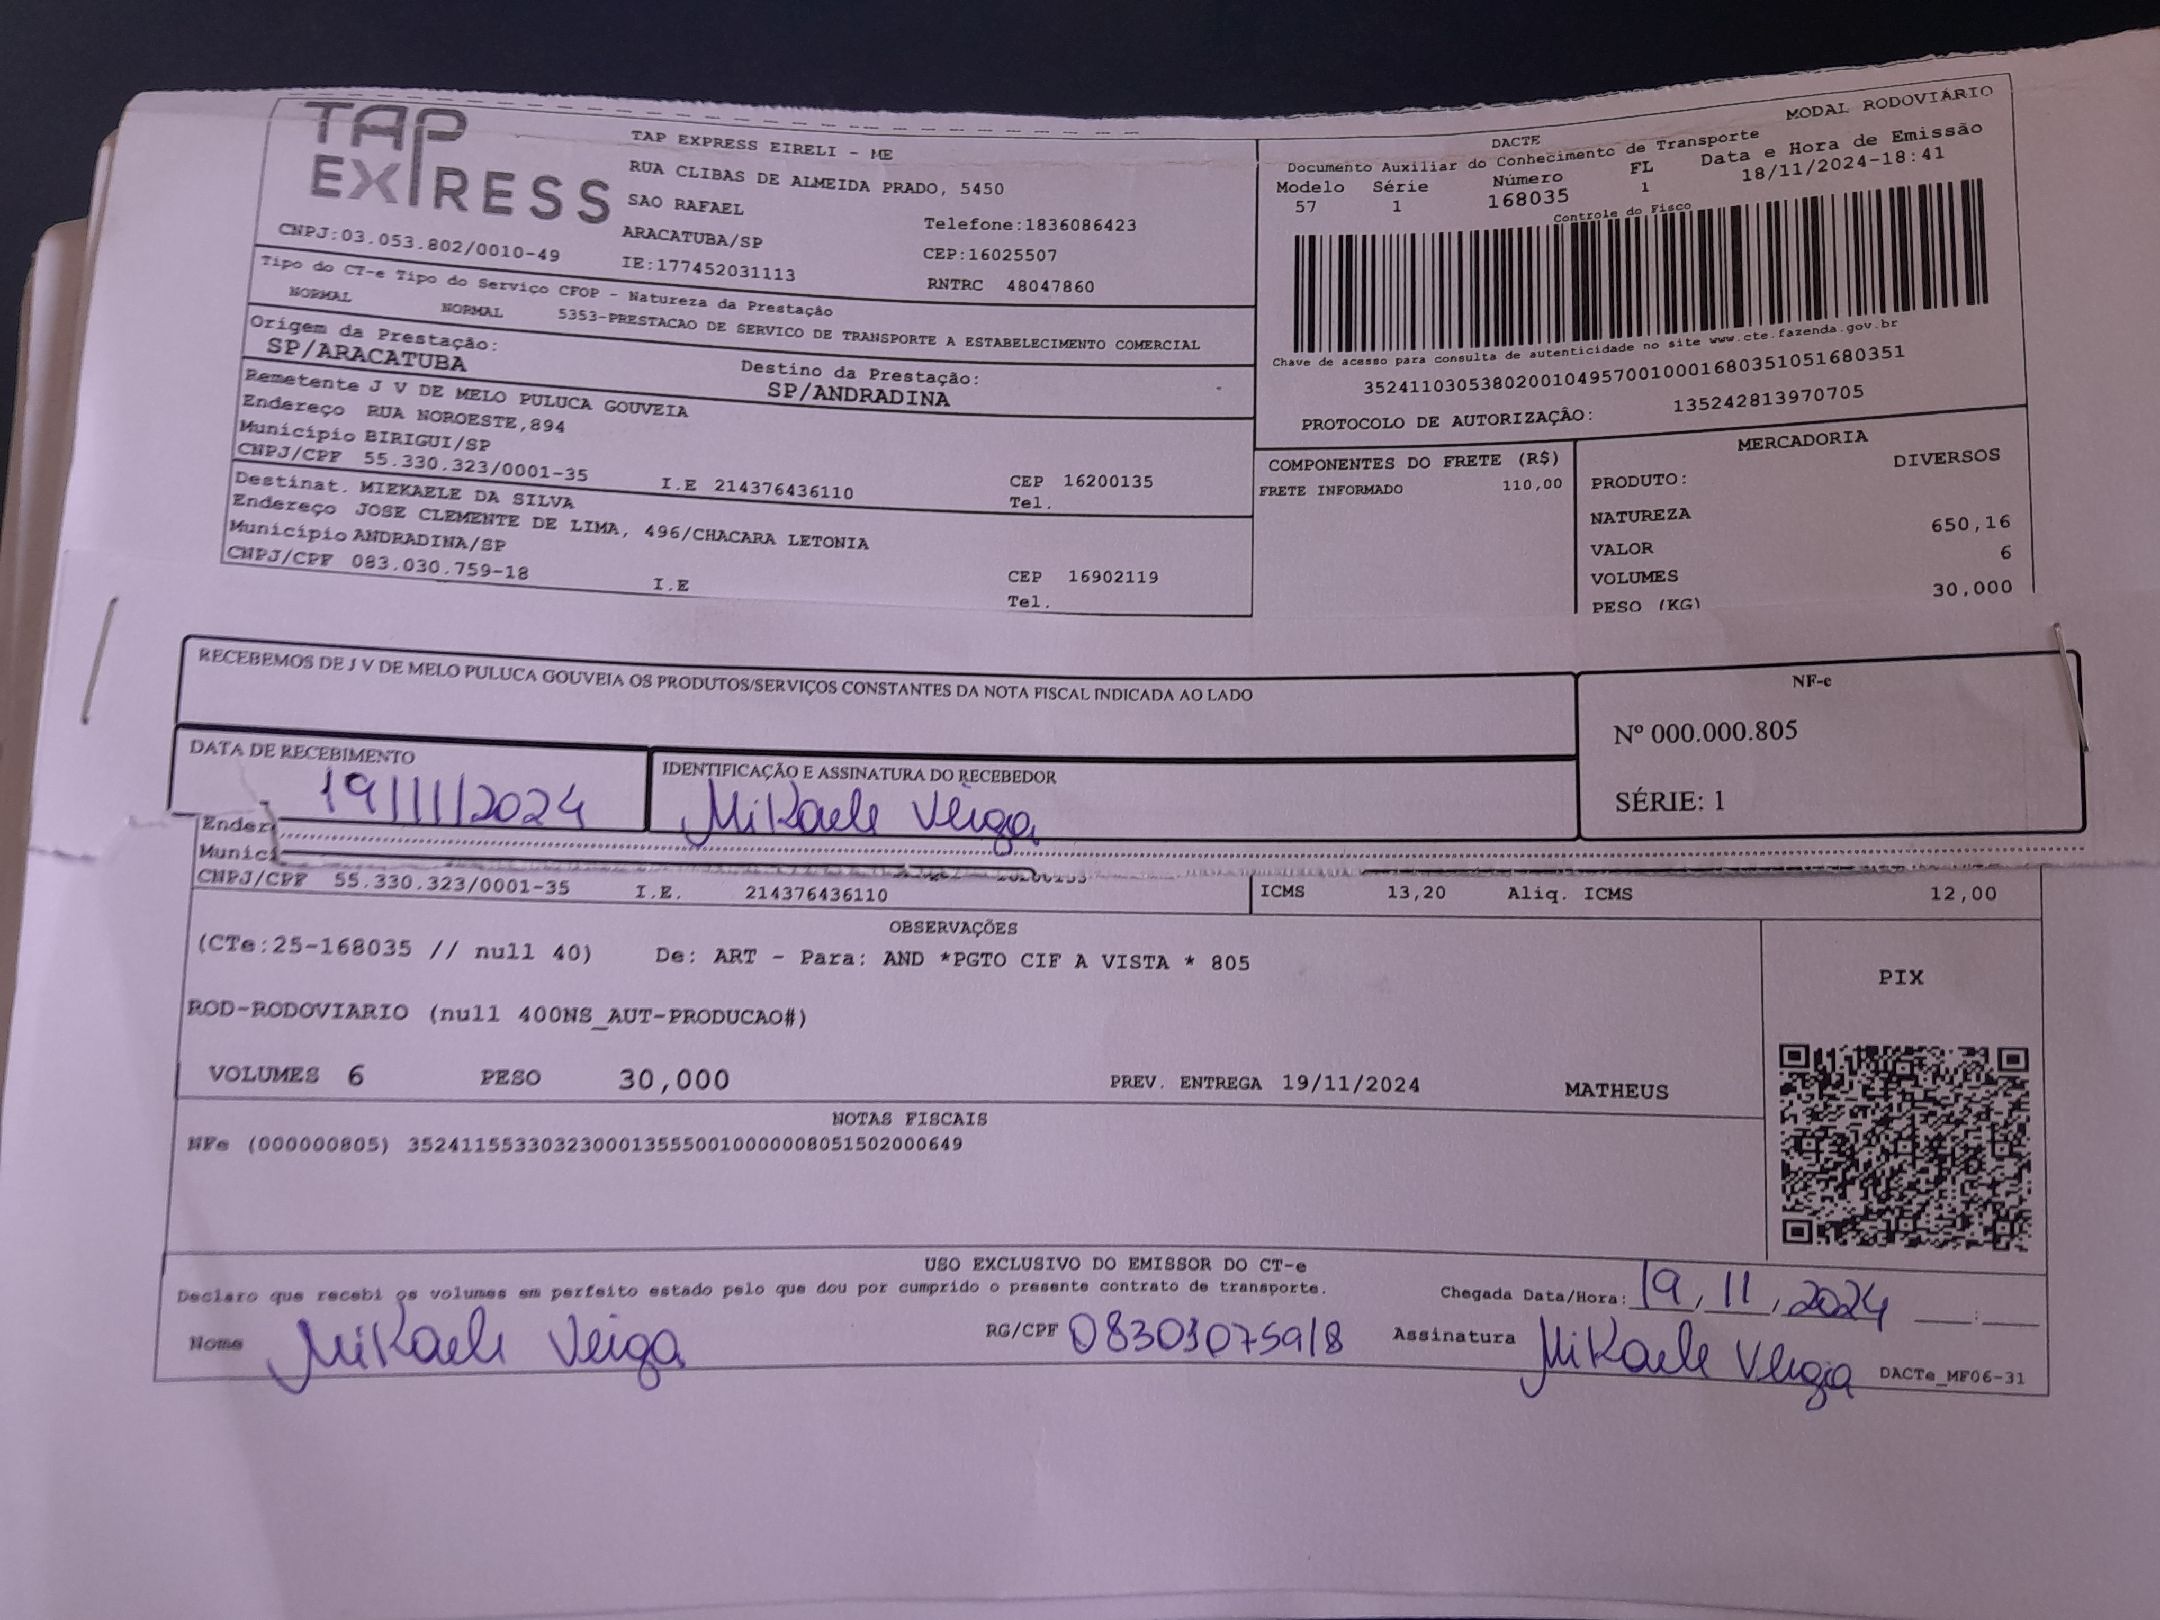 TAP
EXPRESS
TAP EXPRESS EIRELI - ME
RUA CLIBAS DE ALMEIDA PRADO, 5450
SAO RAFAEL
ARACATUBA/SP
IE:177452031113
Telefone:1836086423
CEP:16025507
RNTRC 48047860
CNPJ:03.053.802/0010-49
Tipo do CT-e Tipo do Serviço CFOP - Natureza da Prestação
NORMAL NORMAL 5353-PRESTACAO DE SERVICO DE TRANSPORTE A ESTABELECIMENTO COMERCIAL
Origem da Prestação:
SP/ARACATUBA
Destino da Prestação:
SP/ANDRADINA
Remetente J V DE MELO PULUCA GOUVEIA
Endereço RUA NOROESTE,894
Município BIRIGUI/SP
CNPJ/CPF 55.330.323/0001-35 I.E 214376436110
CEP 16200135
Tel.
Destinat. MIEKAELE DA SILVA
Endereço JOSE CLEMENTE DE LIMA, 496/CHACARA LETONIA
Município ANDRADINA/SP
CNPJ/CPF 083.030.759-18 I.E
CEP 16902119
Tel.
DACTE
MODAL RODOVIÁRIO
Documento Auxiliar do Conhecimento de Transporte
Modelo Série Número FL Data e Hora de Emissão
57 1 168035 1 18/11/2024-18:41
Controle do Fisco
Chave de acesso para consulta de autenticidade no site www.cte.fazenda.gov.br
35241103053802001049570010001680351051680351
PROTOCOLO DE AUTORIZAÇÃO: 135242813970705
COMPONENTES DO FRETE (R$)
FRETE INFORMADO 110,00
MERCADORIA
PRODUTO: DIVERSOS
NATUREZA
VALOR 650,16
VOLUMES 6
PESO (KG) 30,000
RECEBEMOS DE J V DE MELO PULUCA GOUVEIA OS PRODUTOS/SERVIÇOS CONSTANTES DA NOTA FISCAL INDICADA AO LADO
NF-e
Nº 000.000.805
SÉRIE: 1
DATA DE RECEBIMENTO
19/11/2024
IDENTIFICAÇÃO E ASSINATURA DO RECEBEDOR
Mikaele Veiga
CNPJ/CPF 55.330.323/0001-35 I.E. 214376436110
ICMS 13,20 Aliq. ICMS 12,00
OBSERVAÇÕES
(CTe:25-168035 // null 40) De: ART - Para: AND *PGTO CIF A VISTA * 805
ROD-RODOVIARIO (null 400NS_AUT-PRODUCAO#)
VOLUMES 6 PESO 30,000 PREV. ENTREGA 19/11/2024 MATHEUS
PIX
NOTAS FISCAIS
NFe (000000805) 35241155330323000135550010000008051502000649
USO EXCLUSIVO DO EMISSOR DO CT-e
Declaro que recebi os volumes em perfeito estado pelo que dou por cumprido o presente contrato de transporte.
Chegada Data/Hora: 19, 11, 2024 :
Nome Mikaele Veiga RG/CPF 08303075918 Assinatura Mikaele Veiga
DACTe_MF06-31